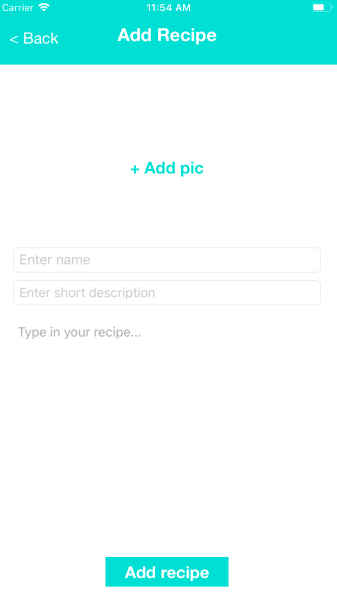 Carrier 11:54 AM
< Back Add Recipe
+ Add pic
Enter name
Enter short description
Type in your recipe...
Add recipe